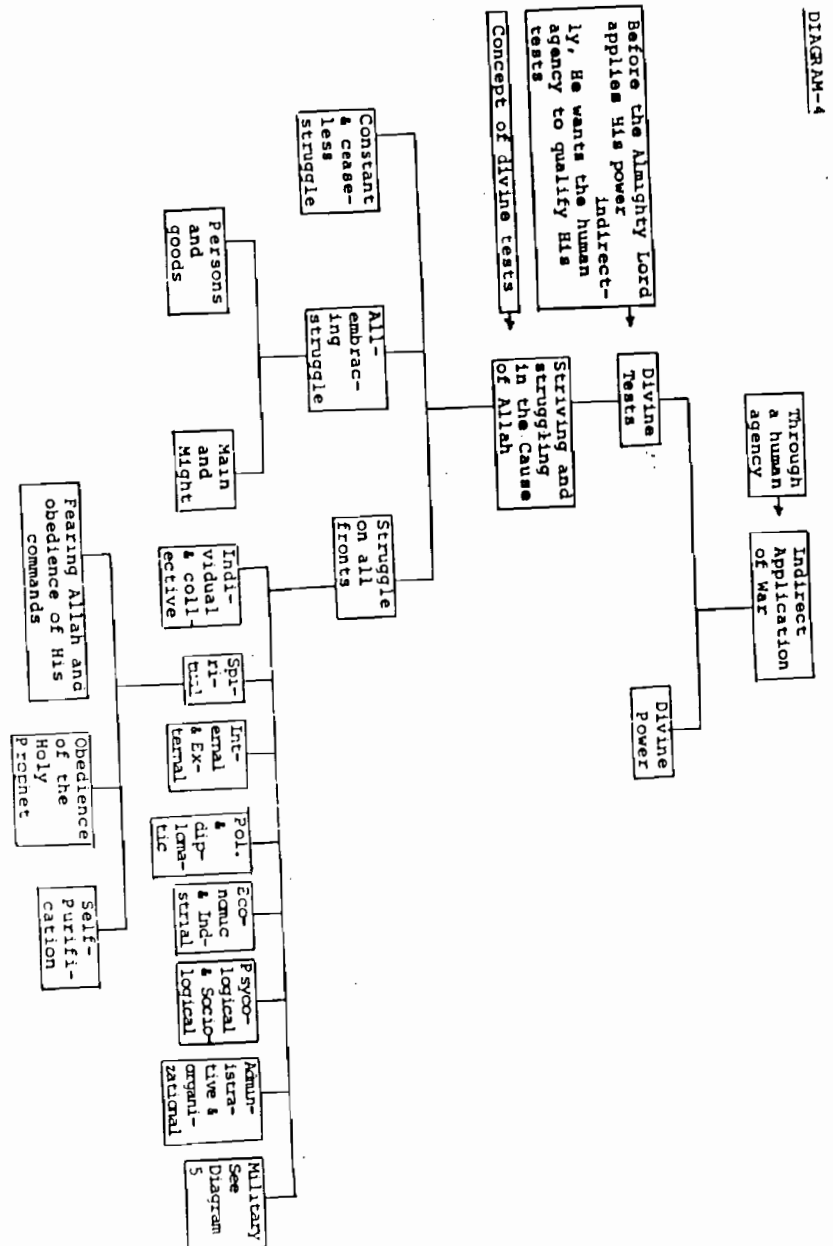 DIAGRAM-4
Through
a human
agency
Indirect
Application
of War
Before the Almighty Lord
applies His power
indirect-
ly, He wants the human
agency to qualify His
tests
Divine
Tests
Divine
Power
Concept of divine tests
Striving and
struggling
in the Cause
of Allah
Constant
& cease-
less
struggle
All-
embrac-
ing
struggle
Struggle
on all
fronts
Persons
and
goods
Main
and
Might
Indi-
vidual
& coll-
ective
Spi-
ri-
tual
Int-
ernal
& Ex-
ternal
Pol.
&
dip-
loma-
tic
Eco-
nomic
& Ind-
strial
Psyco-
logical
& Socio-
logical
Admin-
istra-
tive &
organi-
zational
Military
See
Diagram
5
Fearing Allah and
obedience of His
commands
Obedience
of the
Holy
Prophet
Self-
Purifi-
cation